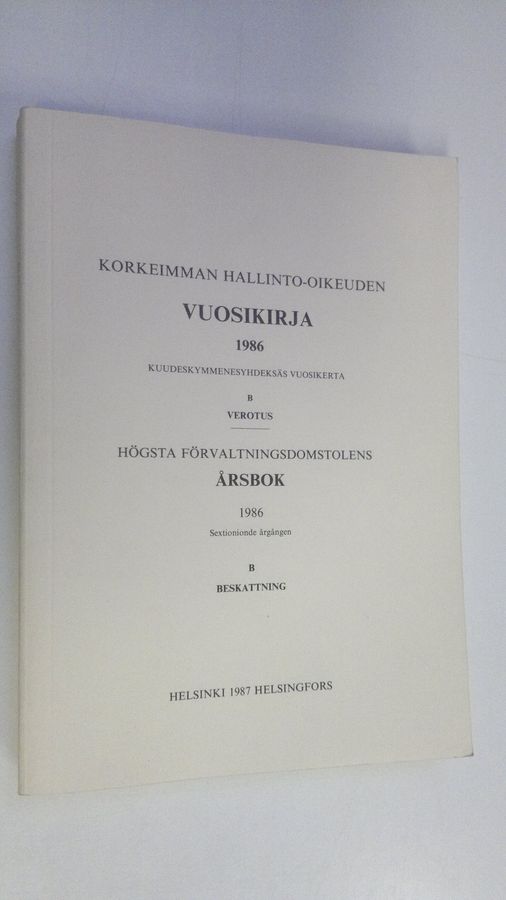 KORKEIMMAN HALLINTO-OIKEUDEN
VUOSIKIRJA
1986
KUUDESKYMMENESYHDEKSÄS VUOSIKERTA
B
VEROTUS
HÖGSTA FÖRVALTNINGSDOMSTOLENS
ÅRSBOK
1986
Sextionionde årgången
B
BESKATTNING
HELSINKI 1987 HELSINGFORS